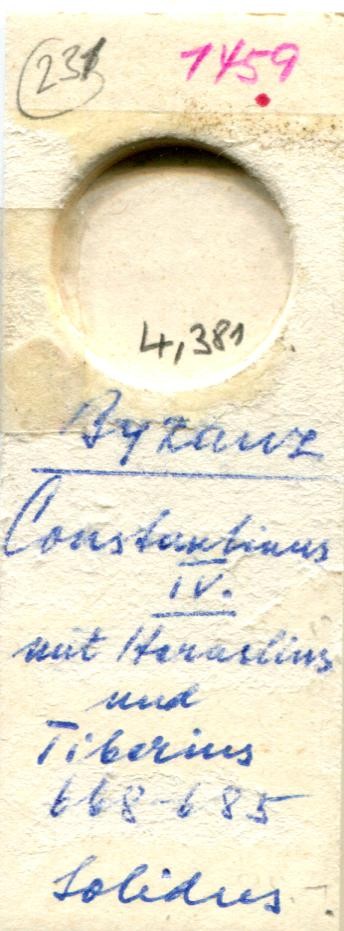 231 1459
4,381
Byzanz
Constantinus
IV.
mit Heraclius
und
Tiberius
668-685
Solidus.